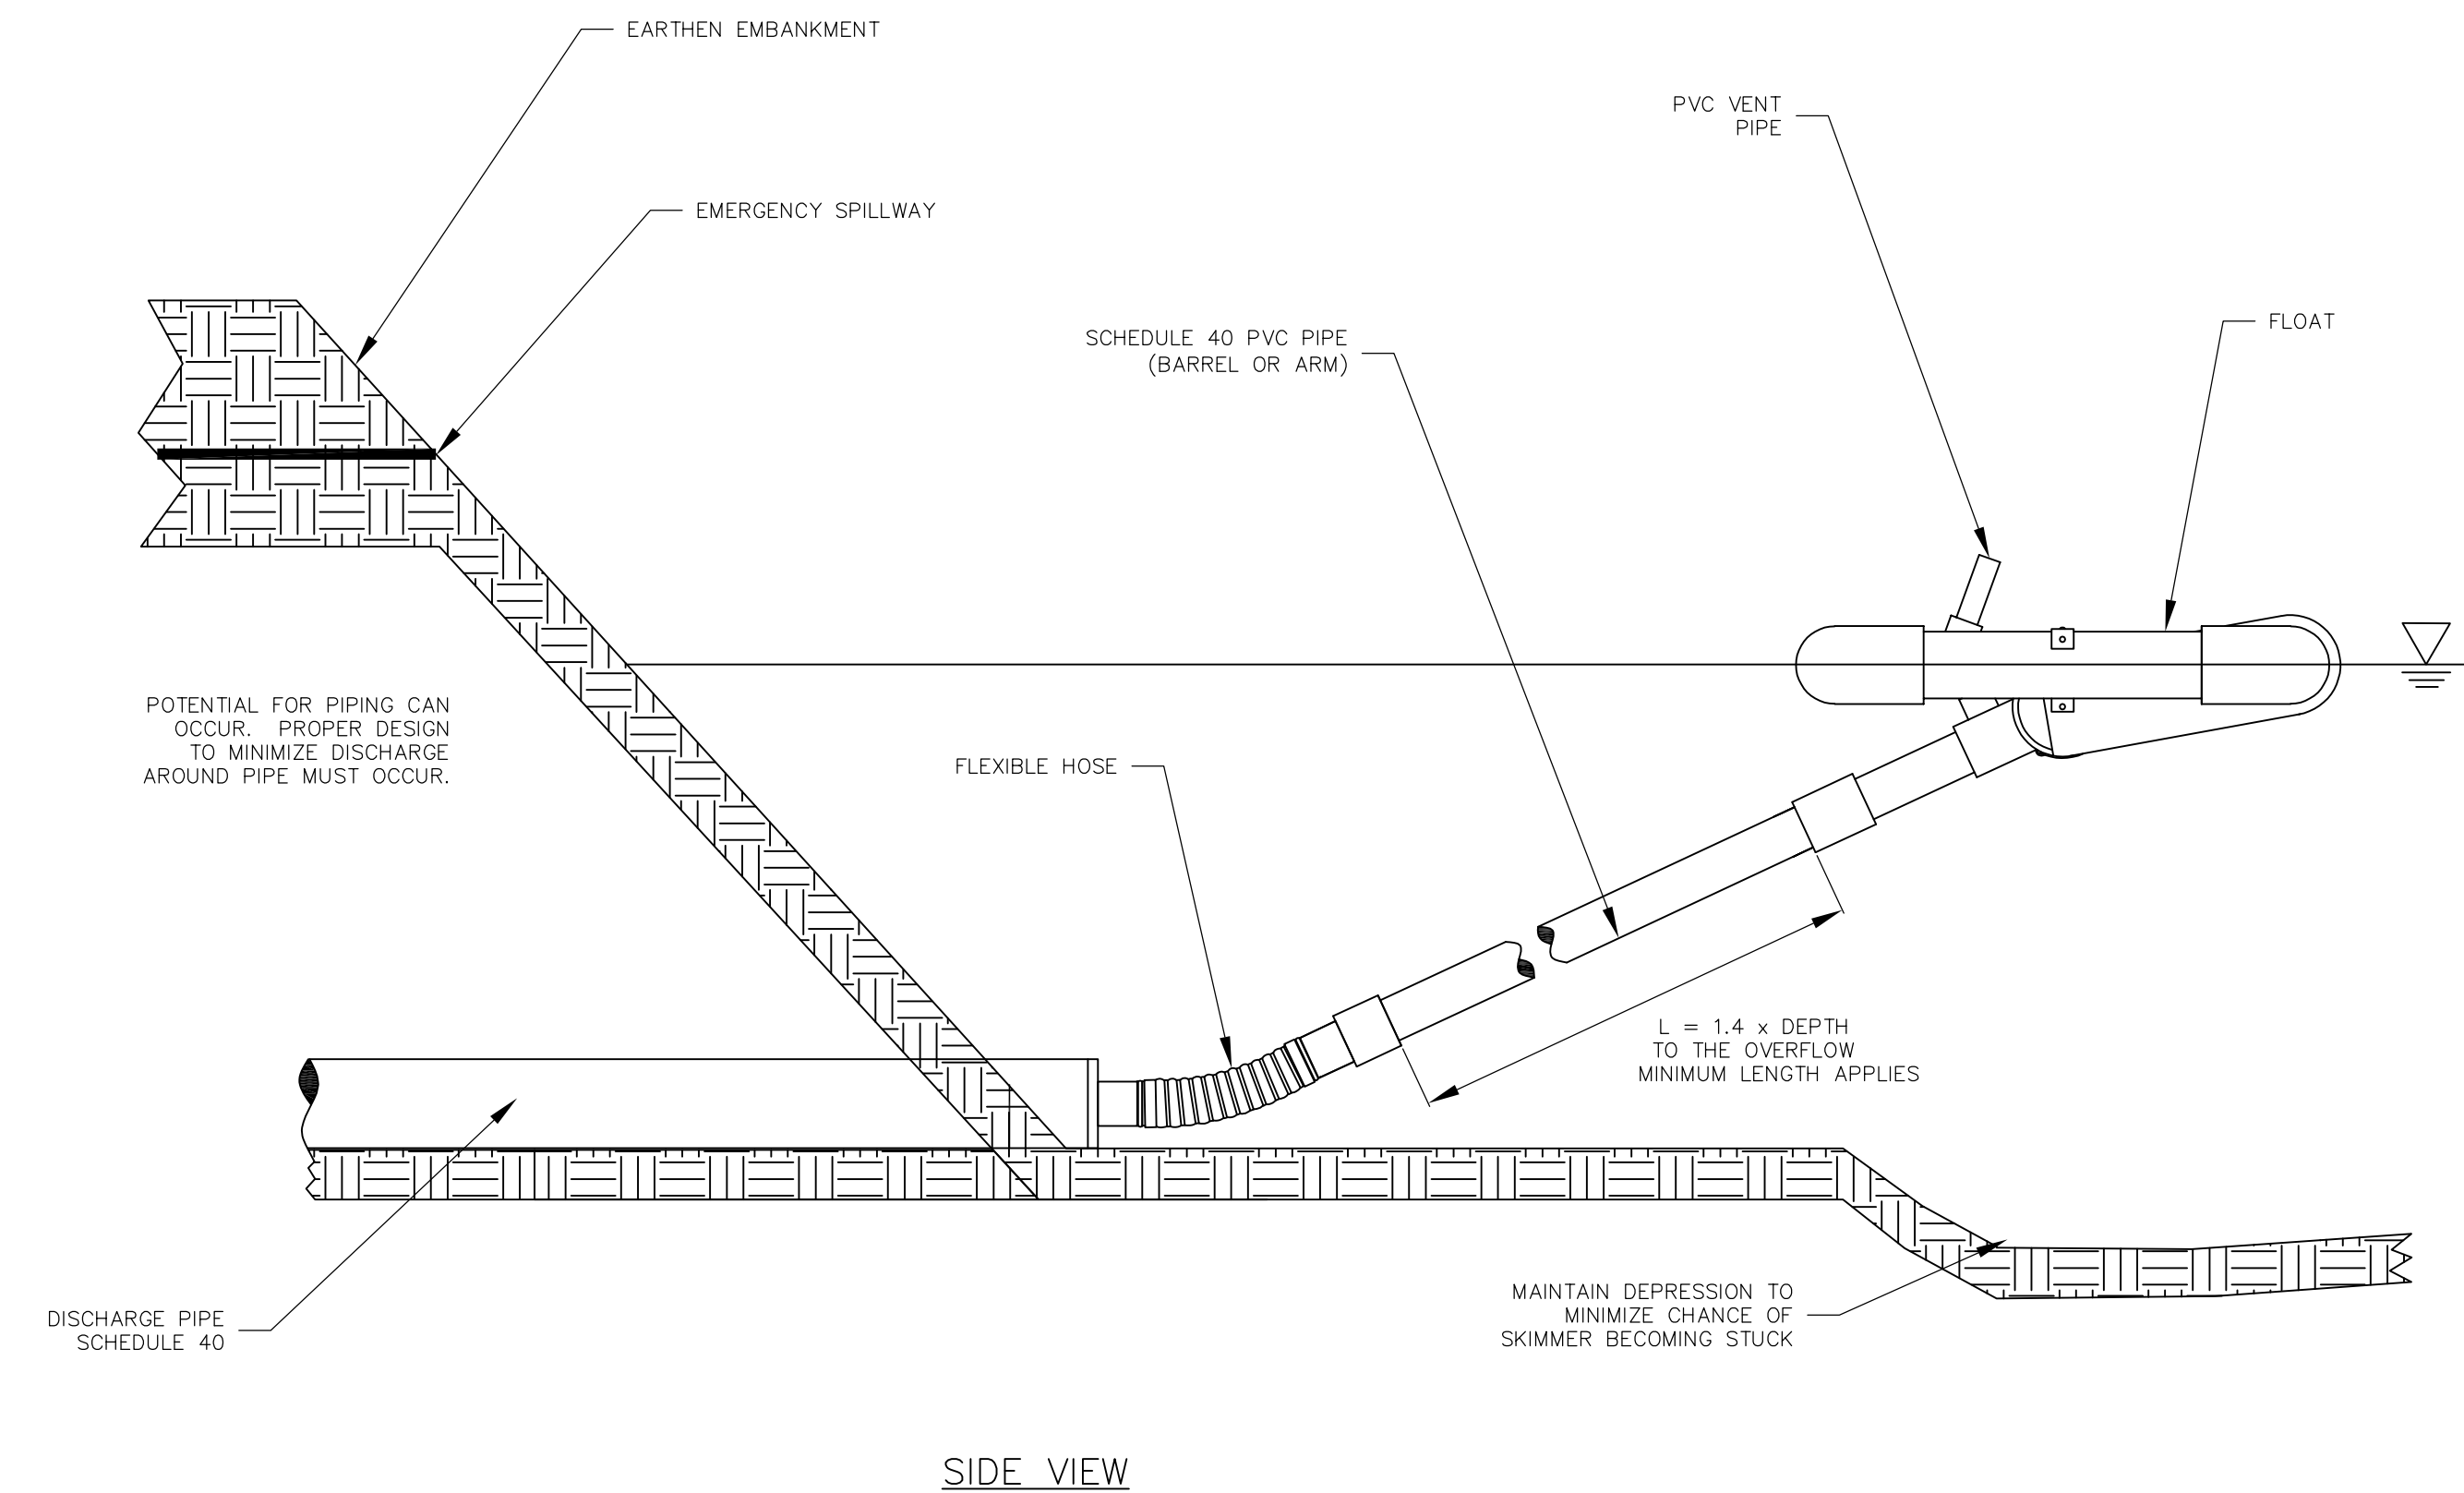 EARTHEN EMBANKMENT
PVC VENT
PIPE
EMERGENCY SPILLWAY
FLOAT
SCHEDULE 40 PVC PIPE
(BARREL OR ARM)
POTENTIAL FOR PIPING CAN
OCCUR. PROPER DESIGN
TO MINIMIZE DISCHARGE
AROUND PIPE MUST OCCUR.
FLEXIBLE HOSE
L = 1.4 x DEPTH
TO THE OVERFLOW
MINIMUM LENGTH APPLIES
MAINTAIN DEPRESSION TO
MINIMIZE CHANCE OF
SKIMMER BECOMING STUCK
DISCHARGE PIPE
SCHEDULE 40
SIDE VIEW